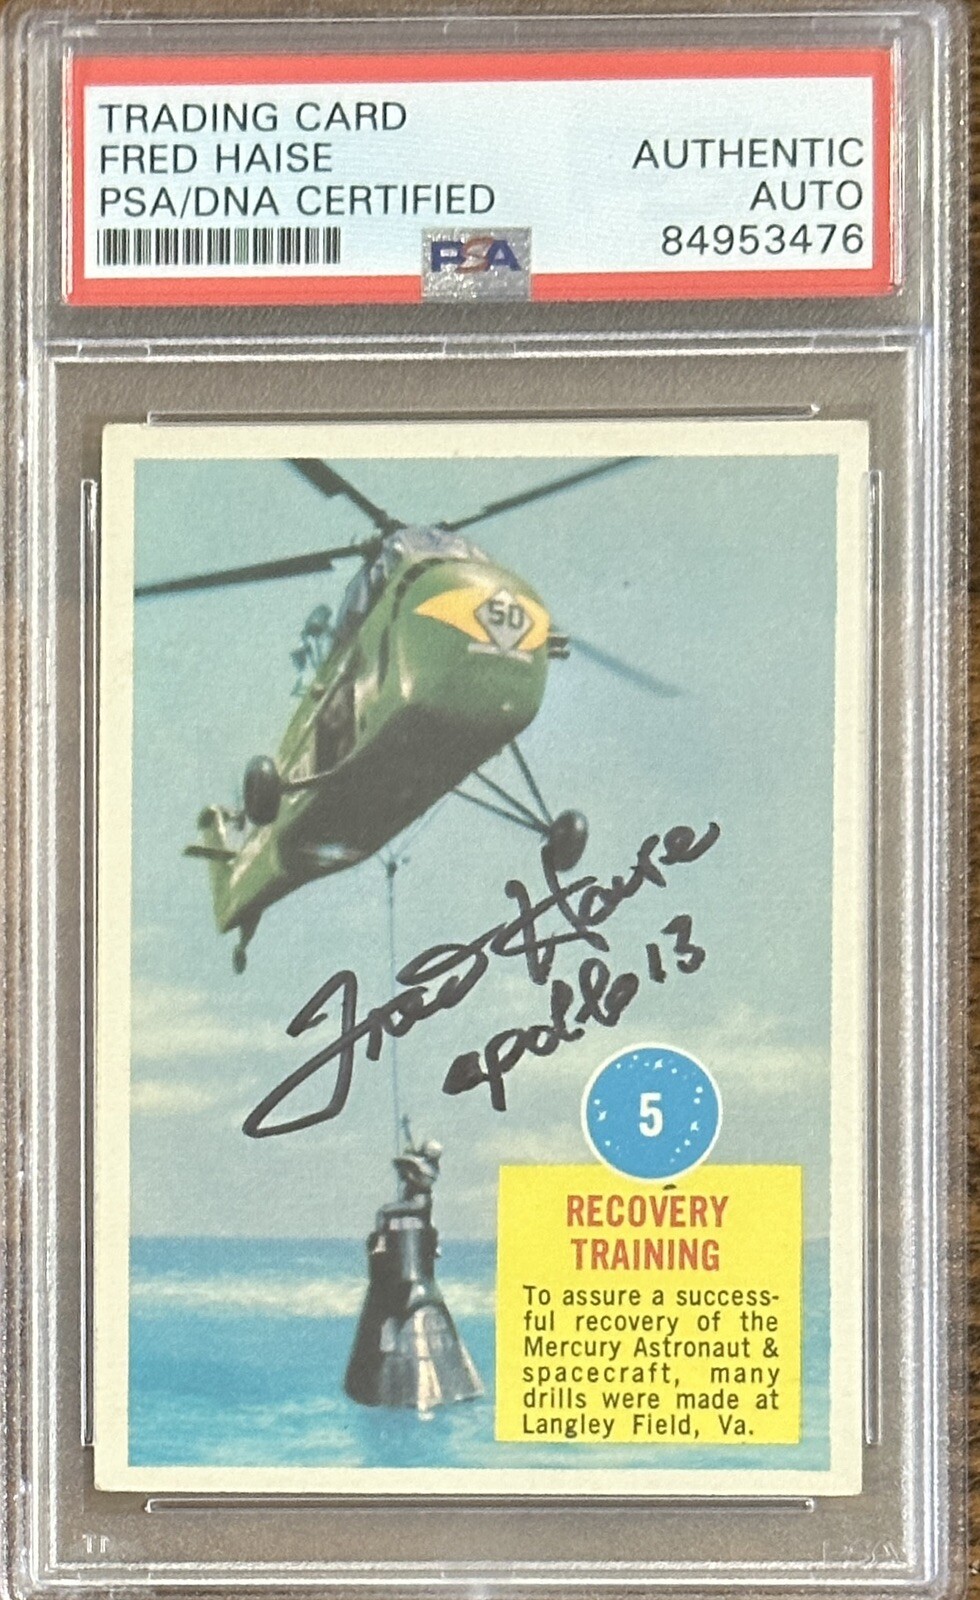 TRADING CARD
FRED HAISE
PSA/DNA CERTIFIED
AUTHENTIC
AUTO
84953476
PSA
50
Fred Haise
apollo 13
5
RECOVERY
TRAINING
To assure a success-
ful recovery of the
Mercury Astronaut &
spacecraft, many
drills were made at
Langley Field, Va.
PSA